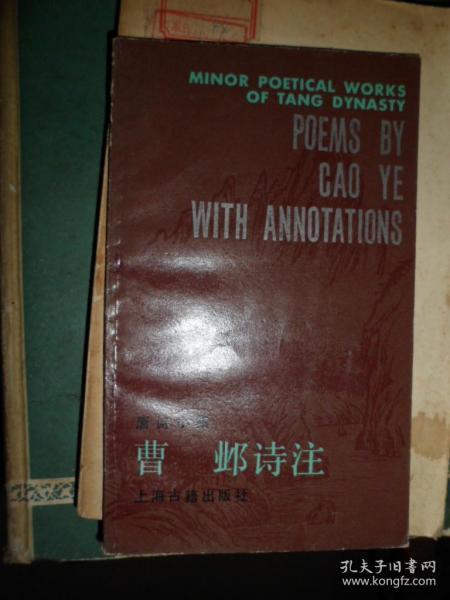 MINOR POETICAL WORKS
OF TANG DYNASTY
POEMS BY
CAO YE
WITH ANNOTATIONS
唐诗小集
曹邺诗注
上海古籍出版社
孔夫子旧书网
www.kongfz.com